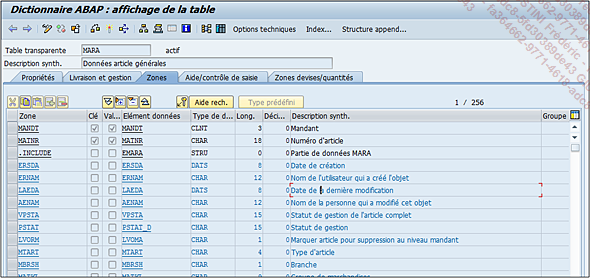 Dictionnaire ABAP : affichage de la table
Options techniques Index... Structure append...
Table transparente MARA actif
Description synth. Données article générales
Propriétés Livraison et gestion Zones Aide/contrôle de saisie Zones devises/quantités
Aide rech. Type prédéfini 1 / 256
Zone Clé Val... Elément données Type de d... Long. Déci... Description synth. Groupe
MANDT MANDT CLNT 3 0 Mandant
MATNR MATNR CHAR 18 0 Numéro d'article
.INCLUDE EMARA STRU 0 0 Partie de données MARA
ERSDA ERSDA DATS 8 0 Date de création
ERNAM ERNAM CHAR 12 0 Nom de l'utilisateur qui a créé l'objet
LAEDA LAEDA DATS 8 0 Date de la dernière modification
AENAM AENAM CHAR 12 0 Nom de la personne qui a modifié cet objet
VPSTA VPSTA CHAR 15 0 Statut de gestion de l'article complet
PSTAT PSTAT_D CHAR 15 0 Statut de gestion
LVORM LVOMA CHAR 1 0 Marquer article pour suppression au niveau mandant
MTART MTART CHAR 4 0 Type d'article
MBRSH MBRSH CHAR 1 0 Branche